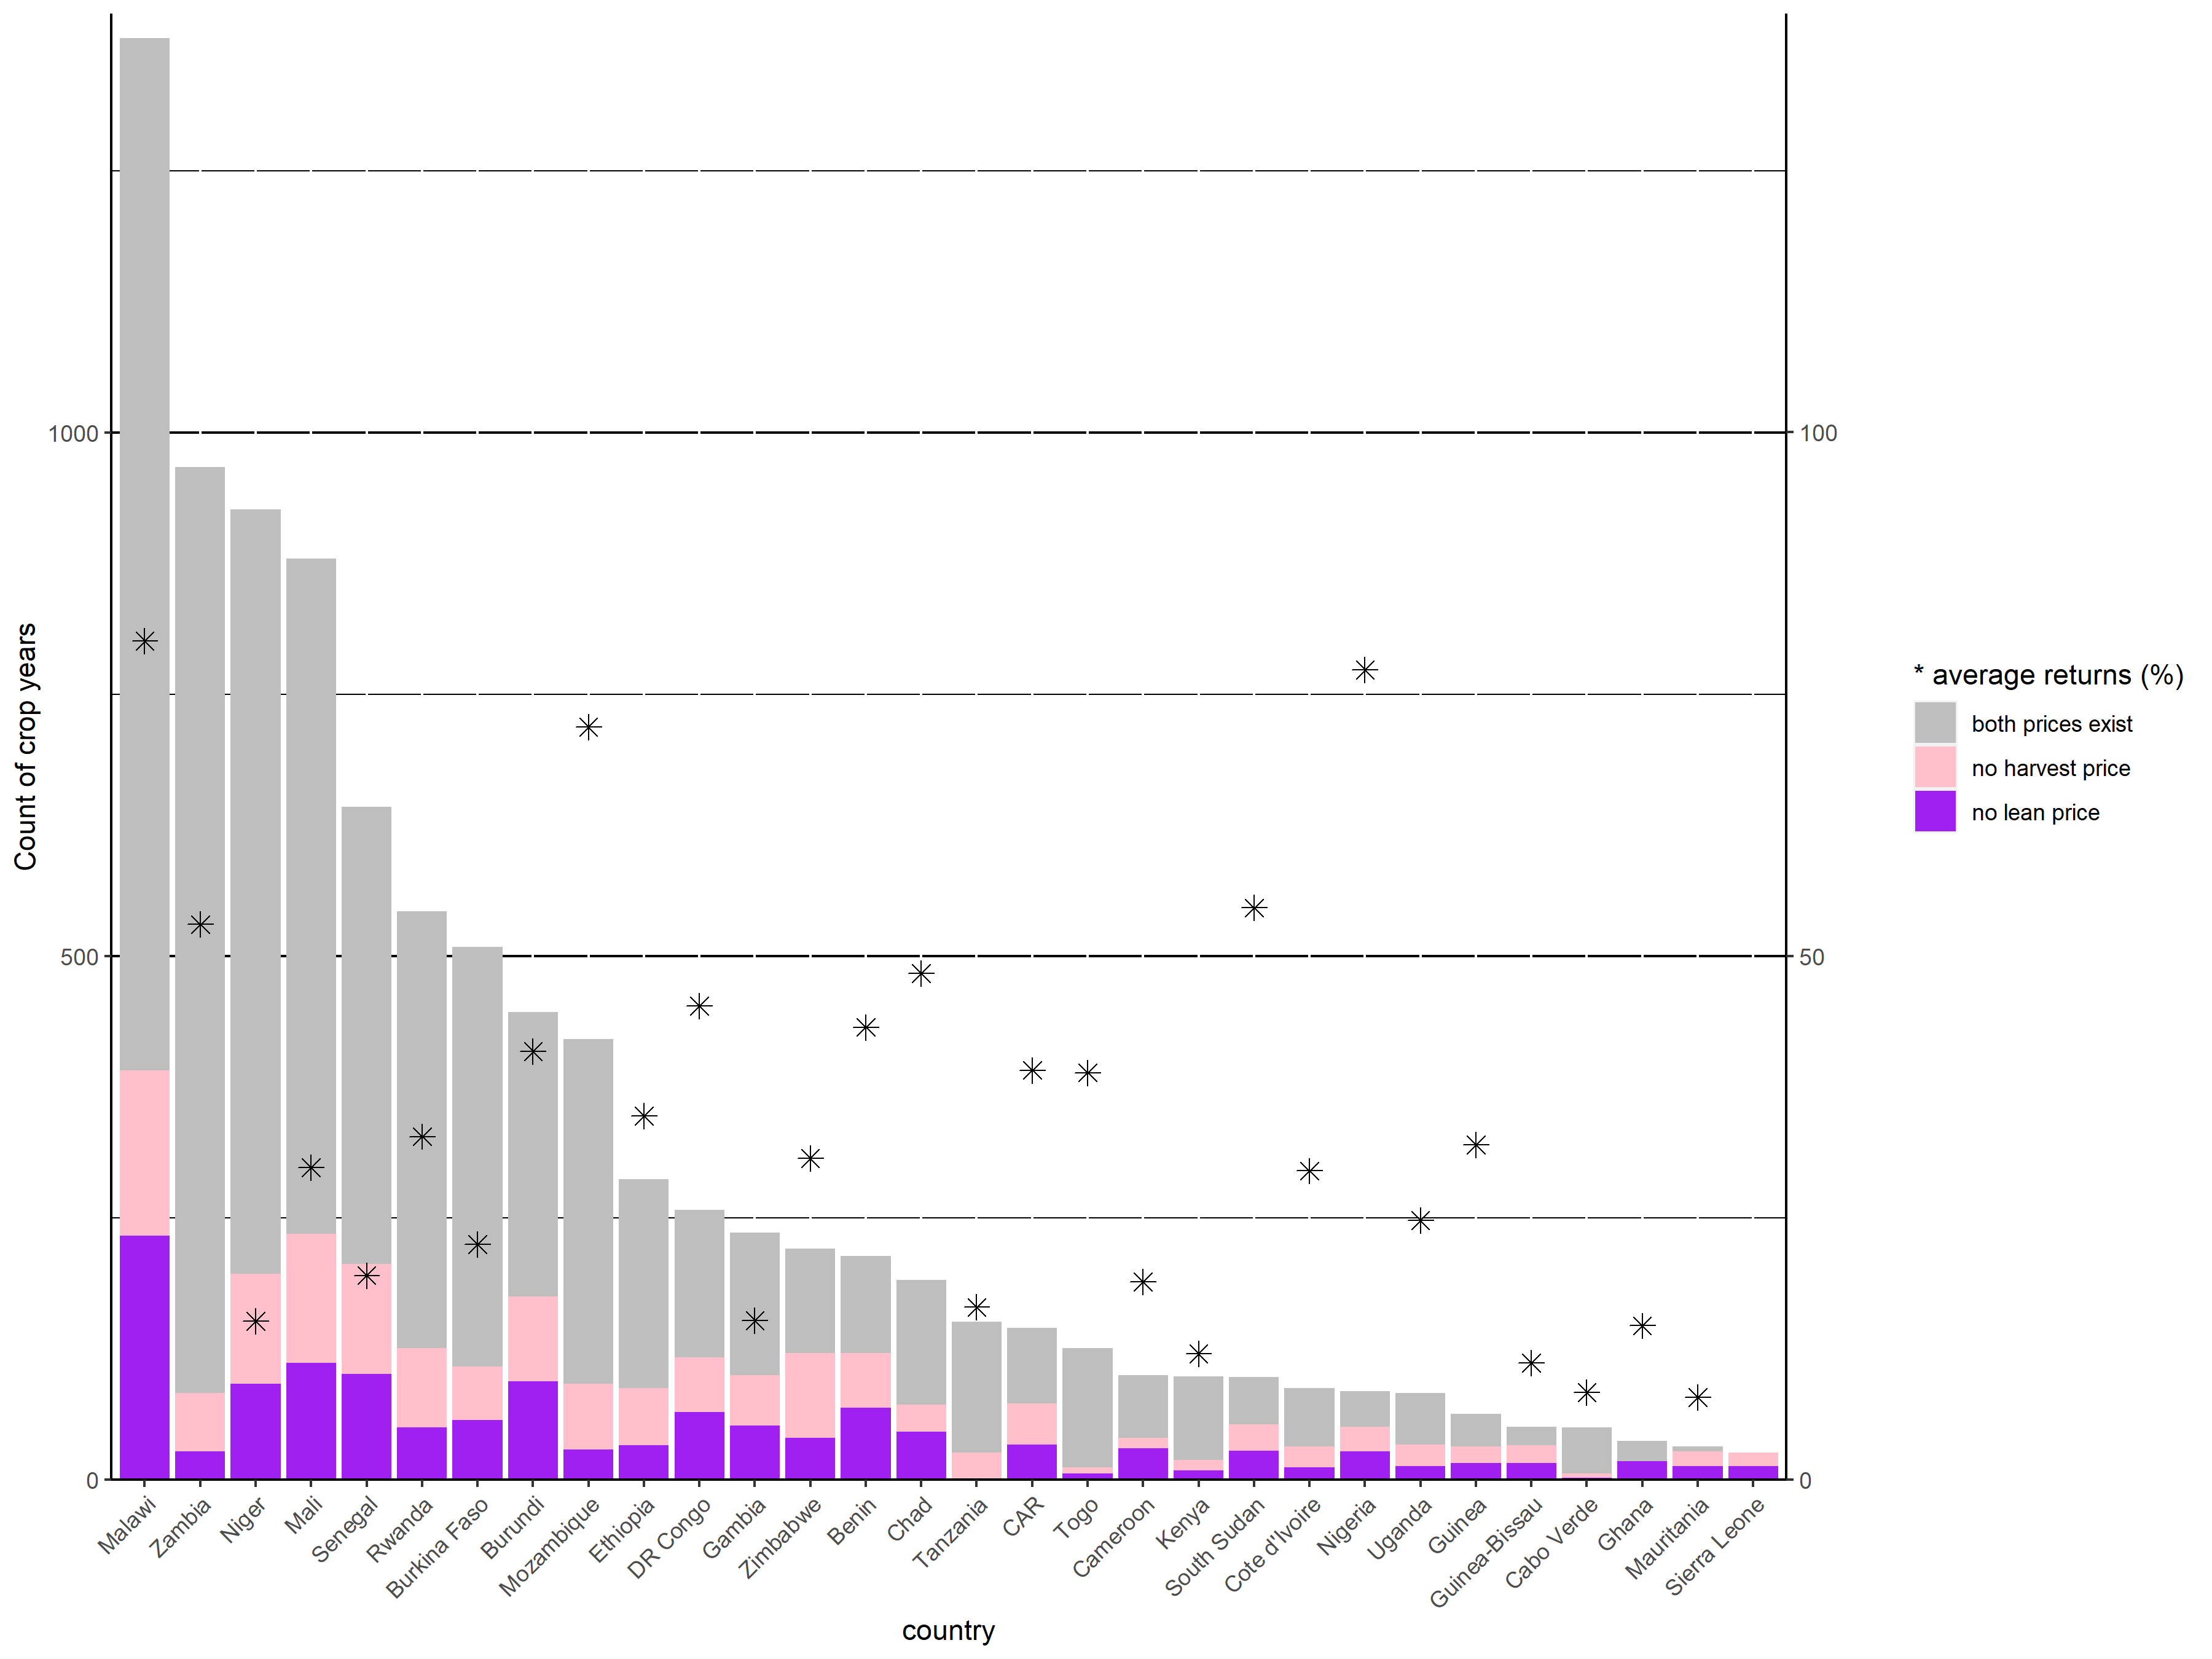 Count of crop years
1000
500
0
100
50
0
Malawi
Zambia
Niger
Mali
Senegal
Rwanda
Burkina Faso
Burundi
Mozambique
Ethiopia
DR Congo
Gambia
Zimbabwe
Benin
Chad
Tanzania
CAR
Togo
Cameroon
Kenya
South Sudan
Cote d'Ivoire
Nigeria
Uganda
Guinea
Guinea-Bissau
Cabo Verde
Ghana
Mauritania
Sierra Leone
country
* average returns (%)
both prices exist
no harvest price
no lean price